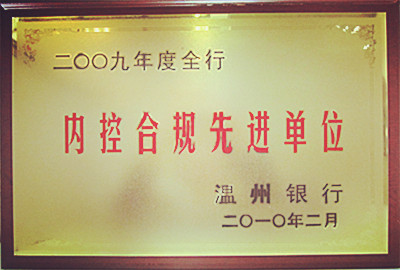 二〇〇九年度全行
内控合规先进单位
温州银行
二〇一〇年二月